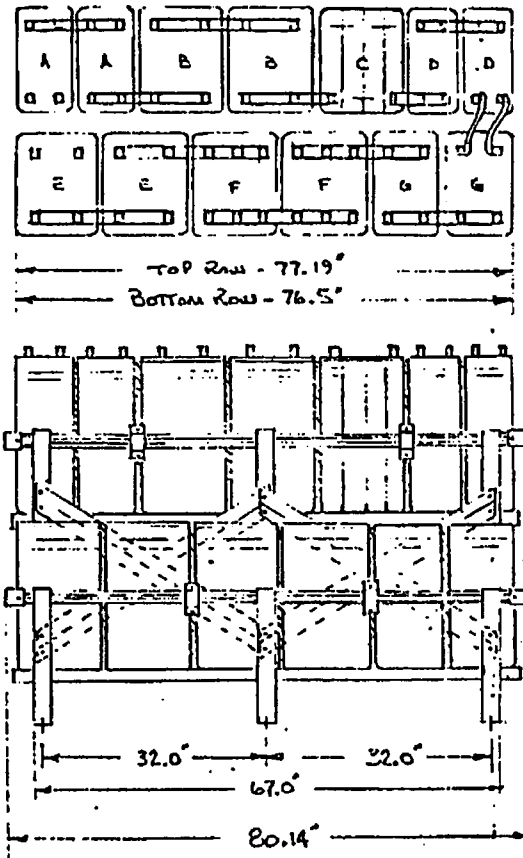 A A B B C D D
E E F F G G
TOP ROW - 77.19"
BOTTOM ROW - 76.5"
32.0" 32.0"
67.0"
80.14"